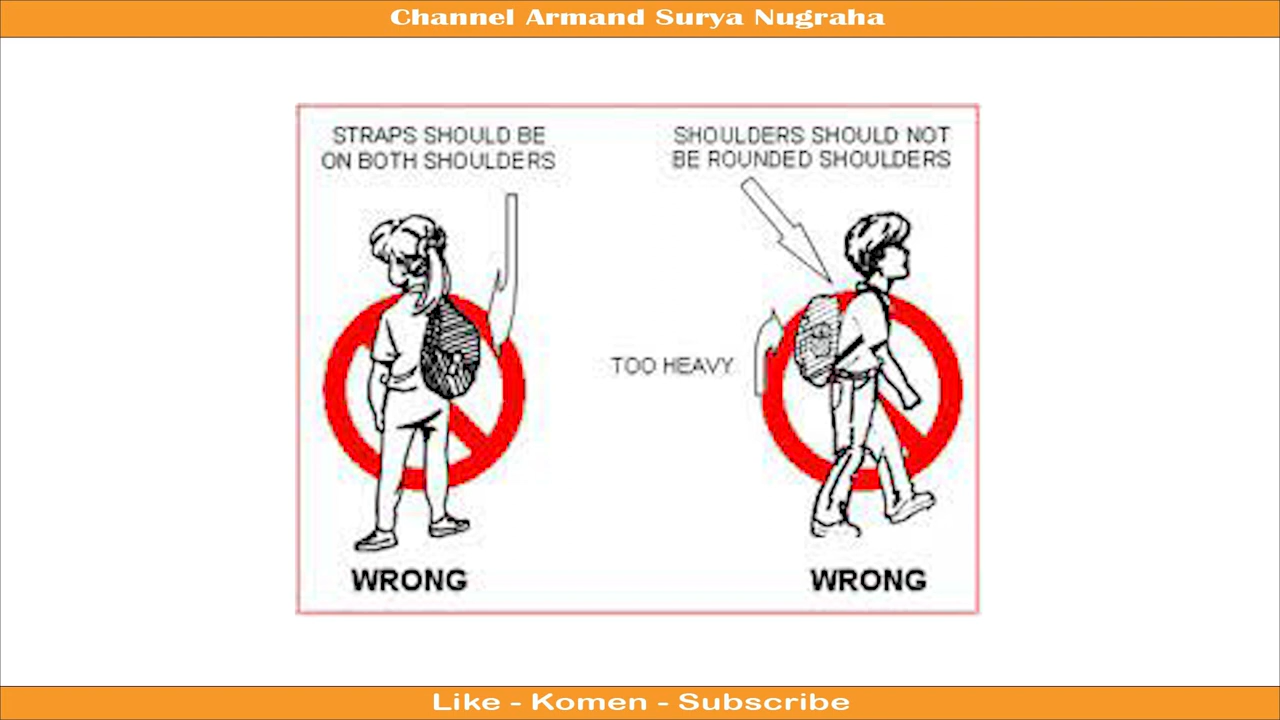 Channel Armand Surya Nugraha
STRAPS SHOULD BE
ON BOTH SHOULDERS
SHOULDERS SHOULD NOT
BE ROUNDED SHOULDERS
TOO HEAVY
WRONG
WRONG
Like - Komen - Subscribe